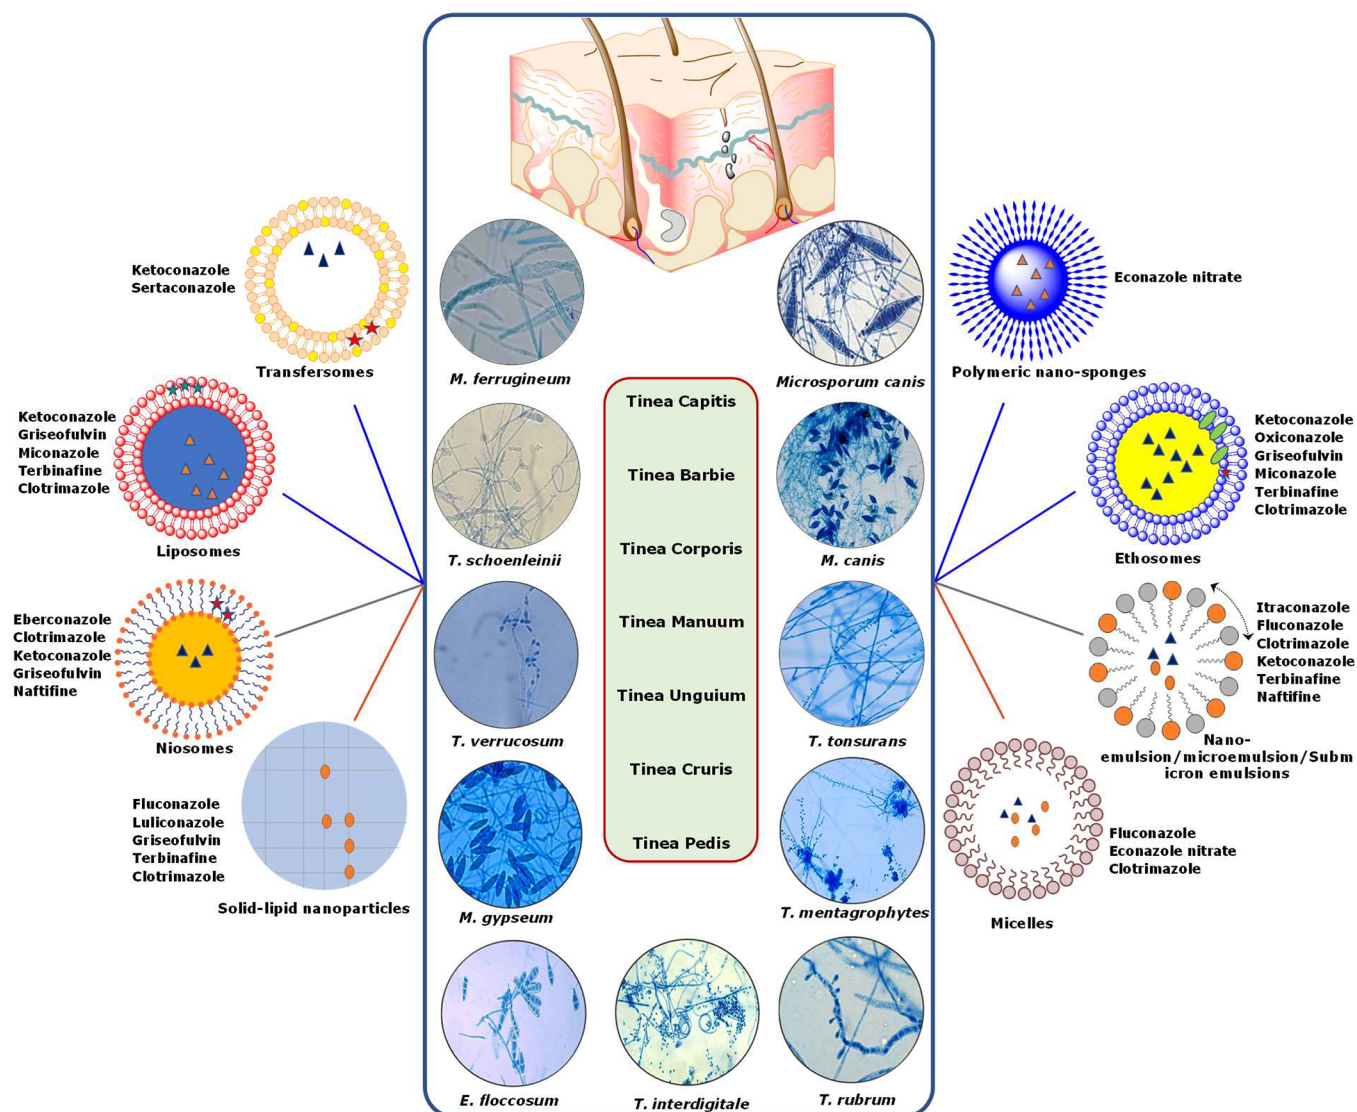 Ketoconazole
Sertaconazole
Transfersomes
Ketoconazole
Griseofulvin
Miconazole
Terbinafine
Clotrimazole
Liposomes
Eberconazole
Clotrimazole
Ketoconazole
Griseofulvin
Naftifine
Niosomes
Fluconazole
Luliconazole
Griseofulvin
Terbinafine
Clotrimazole
Solid-lipid nanoparticles
M. ferrugineum
Microsporum canis
T. schoenleinii
M. canis
T. verrucosum
T. tonsurans
M. gypseum
T. mentagrophytes
E. floccosum
T. interdigitale
T. rubrum
Tinea Capitis
Tinea Barbie
Tinea Corporis
Tinea Manuum
Tinea Unguium
Tinea Cruris
Tinea Pedis
Econazole nitrate
Polymeric nano-sponges
Ketoconazole
Oxiconazole
Griseofulvin
Miconazole
Terbinafine
Clotrimazole
Ethosomes
Itraconazole
Fluconazole
Clotrimazole
Ketoconazole
Terbinafine
Naftifine
Nano-
emulsion/microemulsion/Subm
icron emulsions
Fluconazole
Econazole nitrate
Clotrimazole
Micelles